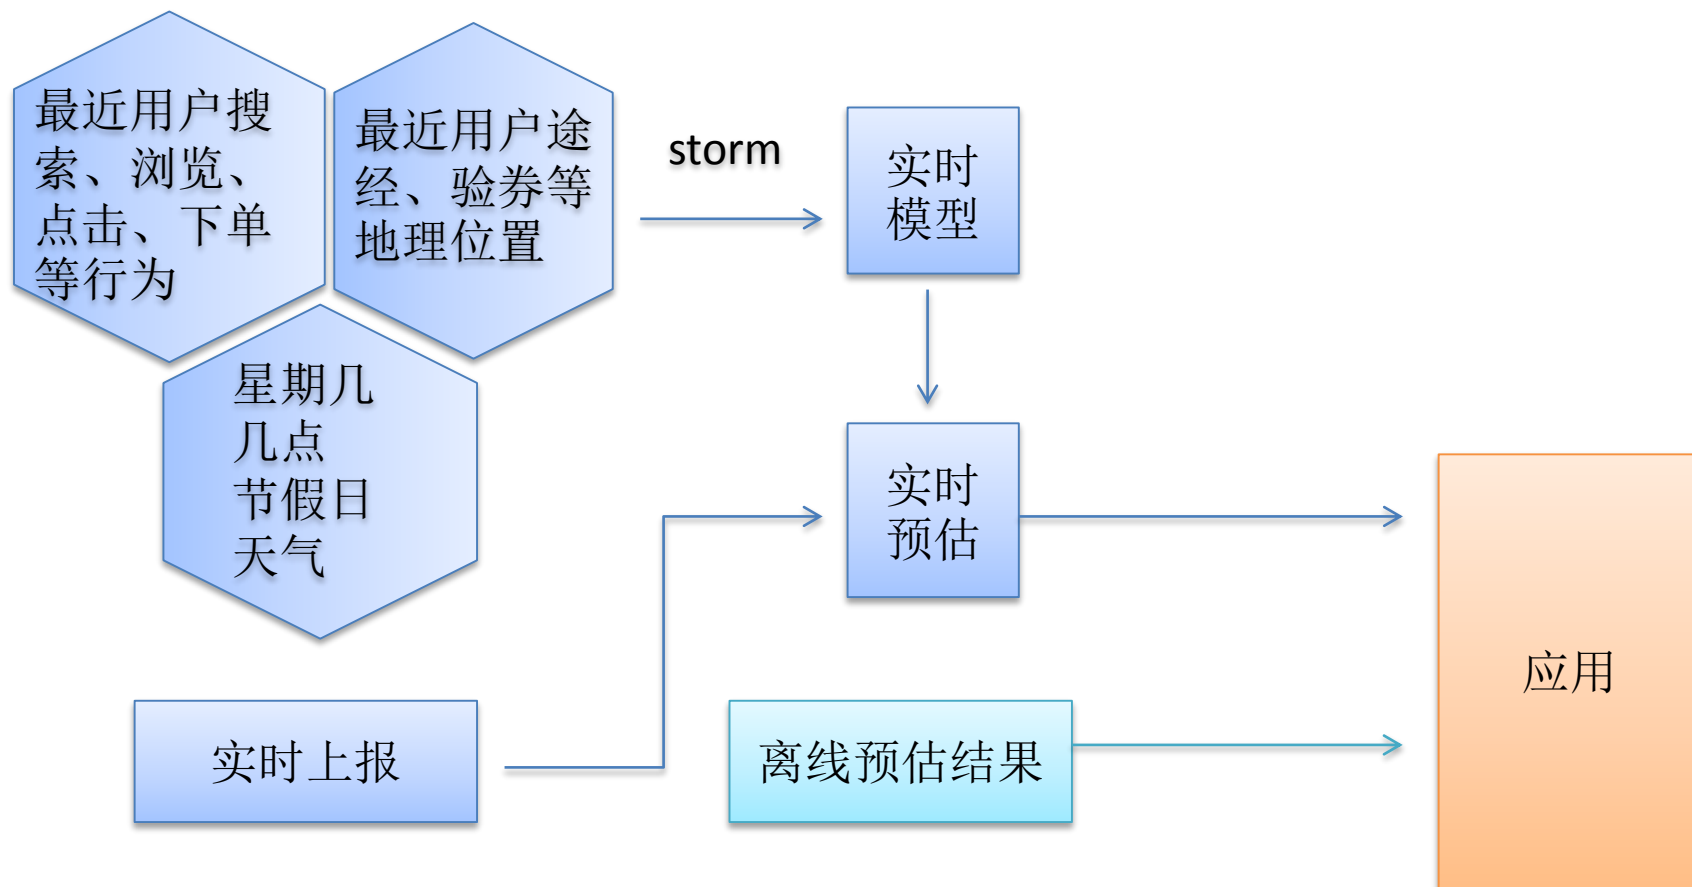 最近用户搜
索、浏览、
点击、下单
等行为
最近用户途
经、验券等
地理位置
星期几
几点
节假日
天气
storm
实时
模型
实时
预估
实时上报
离线预估结果
应用